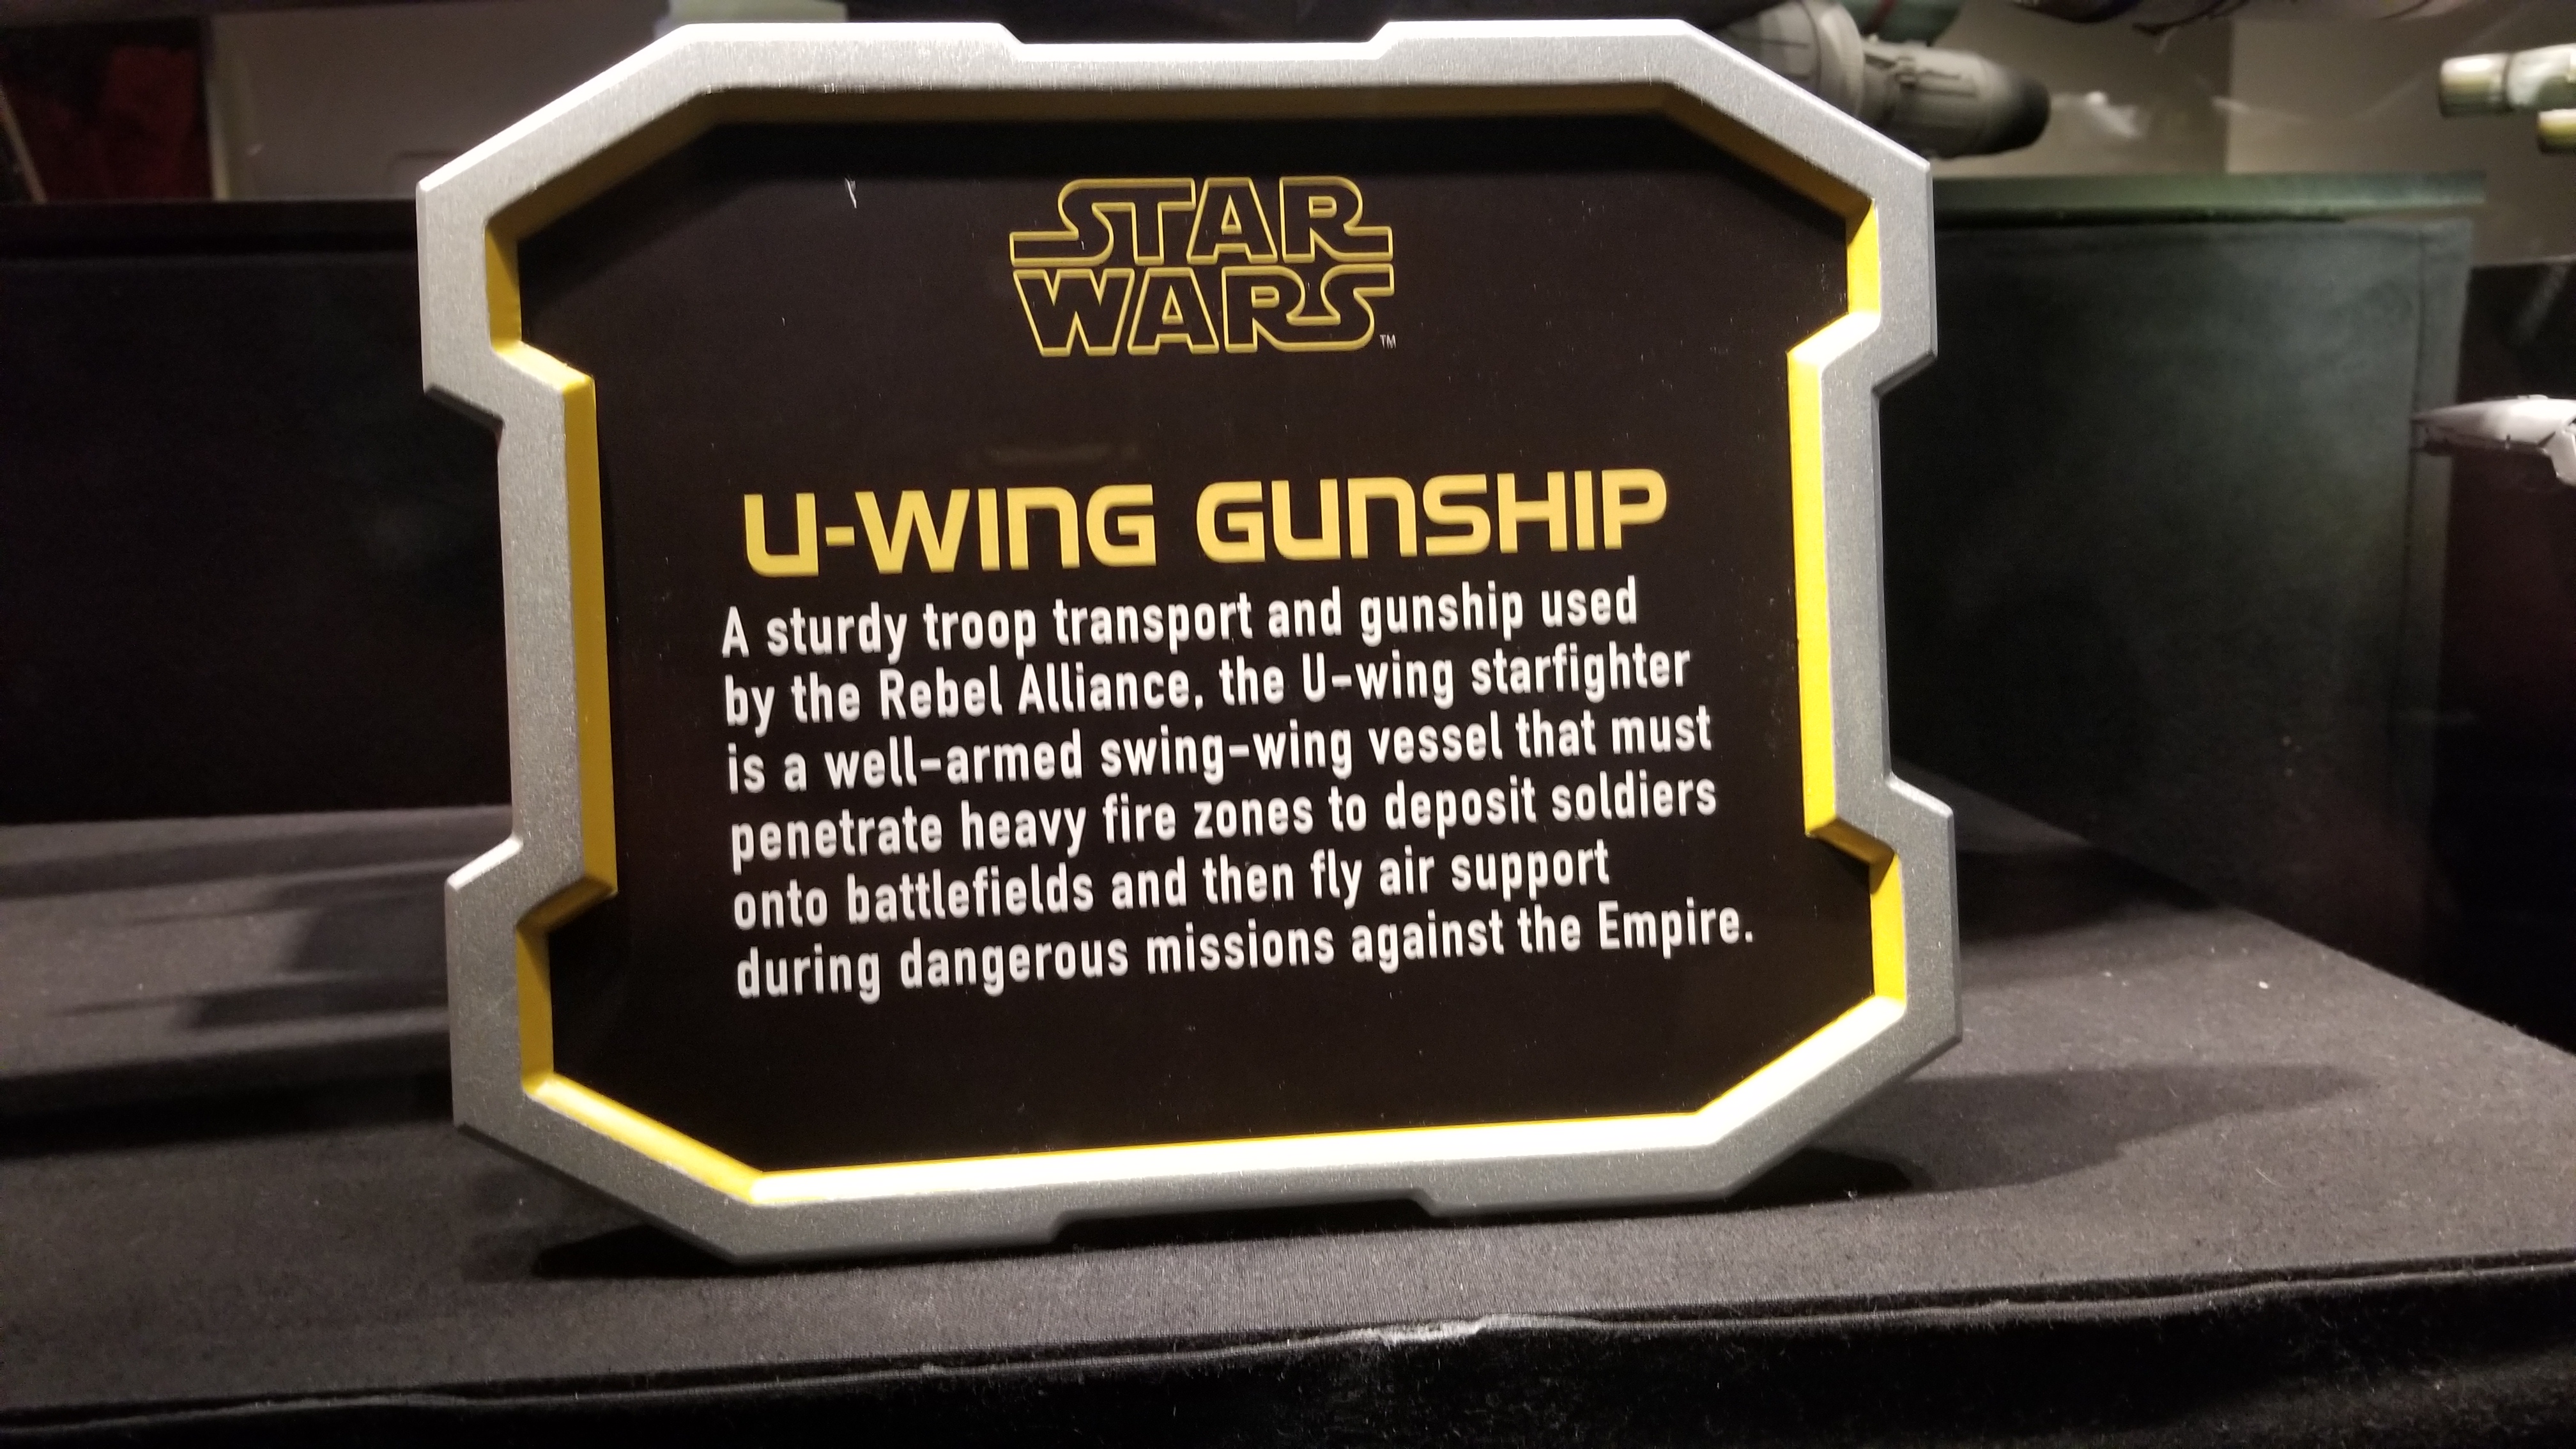 STAR
WARS
TM
U-WING GUNSHIP
A sturdy troop transport and gunship used
by the Rebel Alliance, the U-wing starfighter
is a well-armed swing-wing vessel that must
penetrate heavy fire zones to deposit soldiers
onto battlefields and then fly air support
during dangerous missions against the Empire.